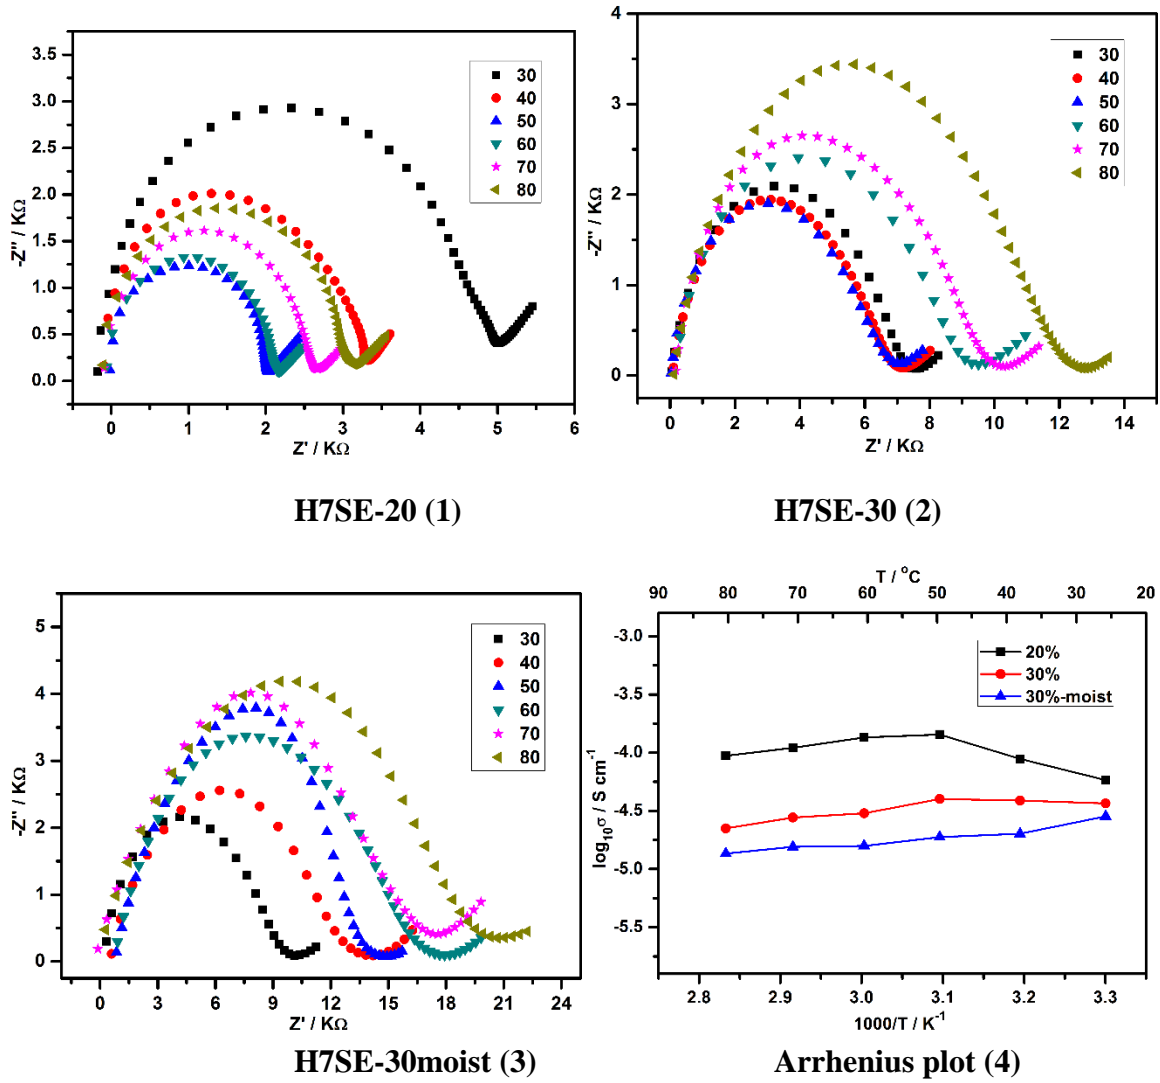 3.5
3.0
2.5
2.0
1.5
1.0
0.5
0.0
-Z'' / KΩ
30
40
50
60
70
80
0 1 2 3 4 5 6
Z' / KΩ
H7SE-20 (1)
4
3
2
1
0
-Z'' / KΩ
30
40
50
60
70
80
0 2 4 6 8 10 12 14
Z' / KΩ
H7SE-30 (2)
5
4
3
2
1
0
-Z'' / KΩ
30
40
50
60
70
80
0 3 6 9 12 15 18 21 24
Z' / KΩ
H7SE-30moist (3)
T / °C
90 80 70 60 50 40 30 20
-3.0
-3.5
-4.0
-4.5
-5.0
-5.5
log₁₀σ / S cm⁻¹
20%
30%
30%-moist
2.8 2.9 3.0 3.1 3.2 3.3
1000/T / K⁻¹
Arrhenius plot (4)